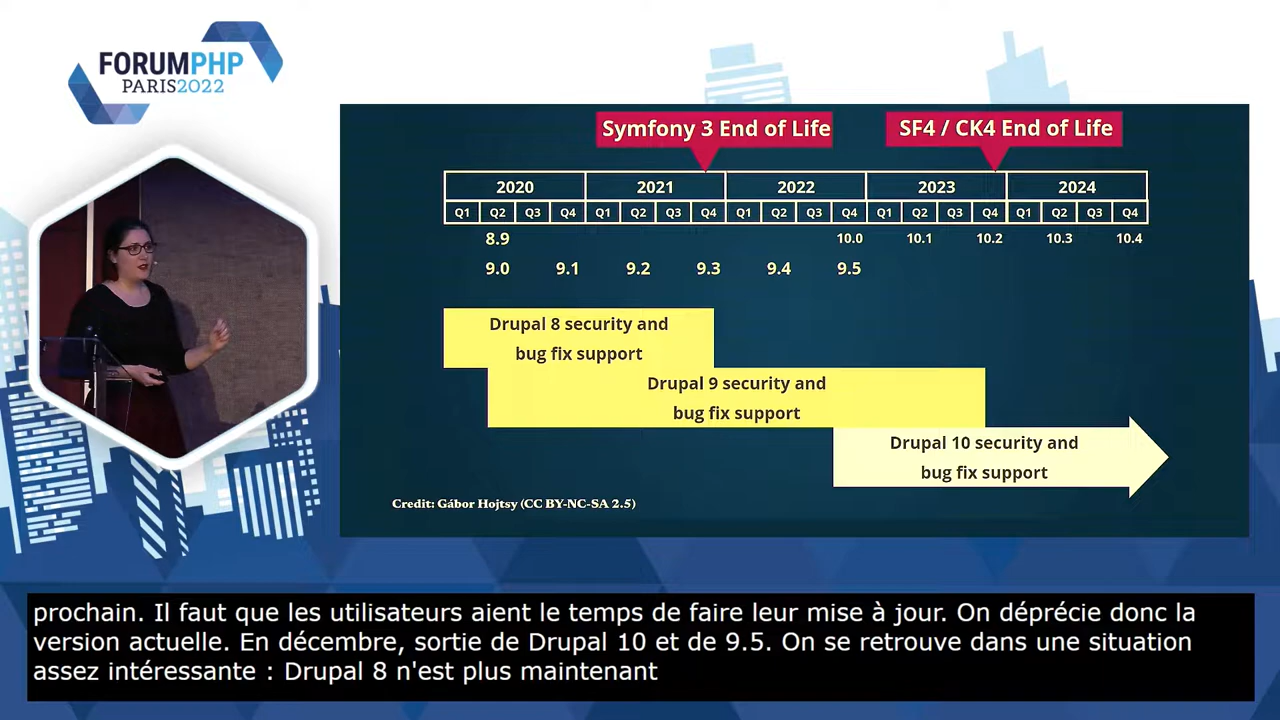 FORUMPHP
PARIS2022
Symfony 3 End of Life
SF4 / CK4 End of Life
2020 2021 2022 2023 2024
Q1 Q2 Q3 Q4 Q1 Q2 Q3 Q4 Q1 Q2 Q3 Q4 Q1 Q2 Q3 Q4 Q1 Q2 Q3 Q4
8.9 10.0 10.1 10.2 10.3 10.4
9.0 9.1 9.2 9.3 9.4 9.5
Drupal 8 security and
bug fix support
Drupal 9 security and
bug fix support
Drupal 10 security and
bug fix support
Credit: Gábor Hojtsy (CC BY-NC-SA 2.5)
prochain. Il faut que les utilisateurs aient le temps de faire leur mise à jour. On déprécie donc la
version actuelle. En décembre, sortie de Drupal 10 et de 9.5. On se retrouve dans une situation
assez intéressante : Drupal 8 n'est plus maintenant